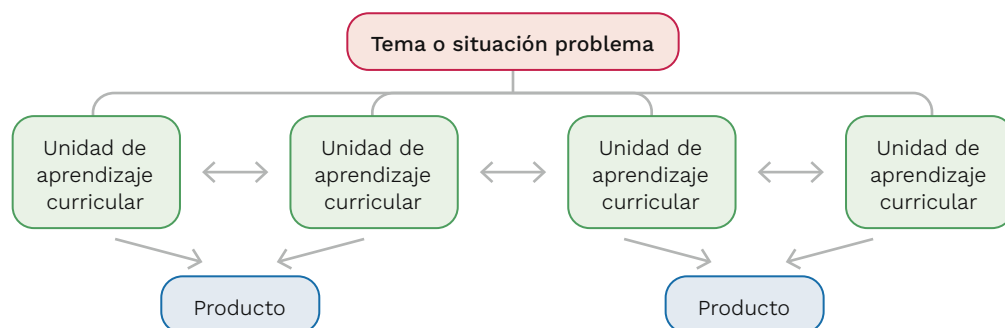 Tema o situación problema
Unidad de
aprendizaje
curricular
Unidad de
aprendizaje
curricular
Unidad de
aprendizaje
curricular
Unidad de
aprendizaje
curricular
Producto
Producto